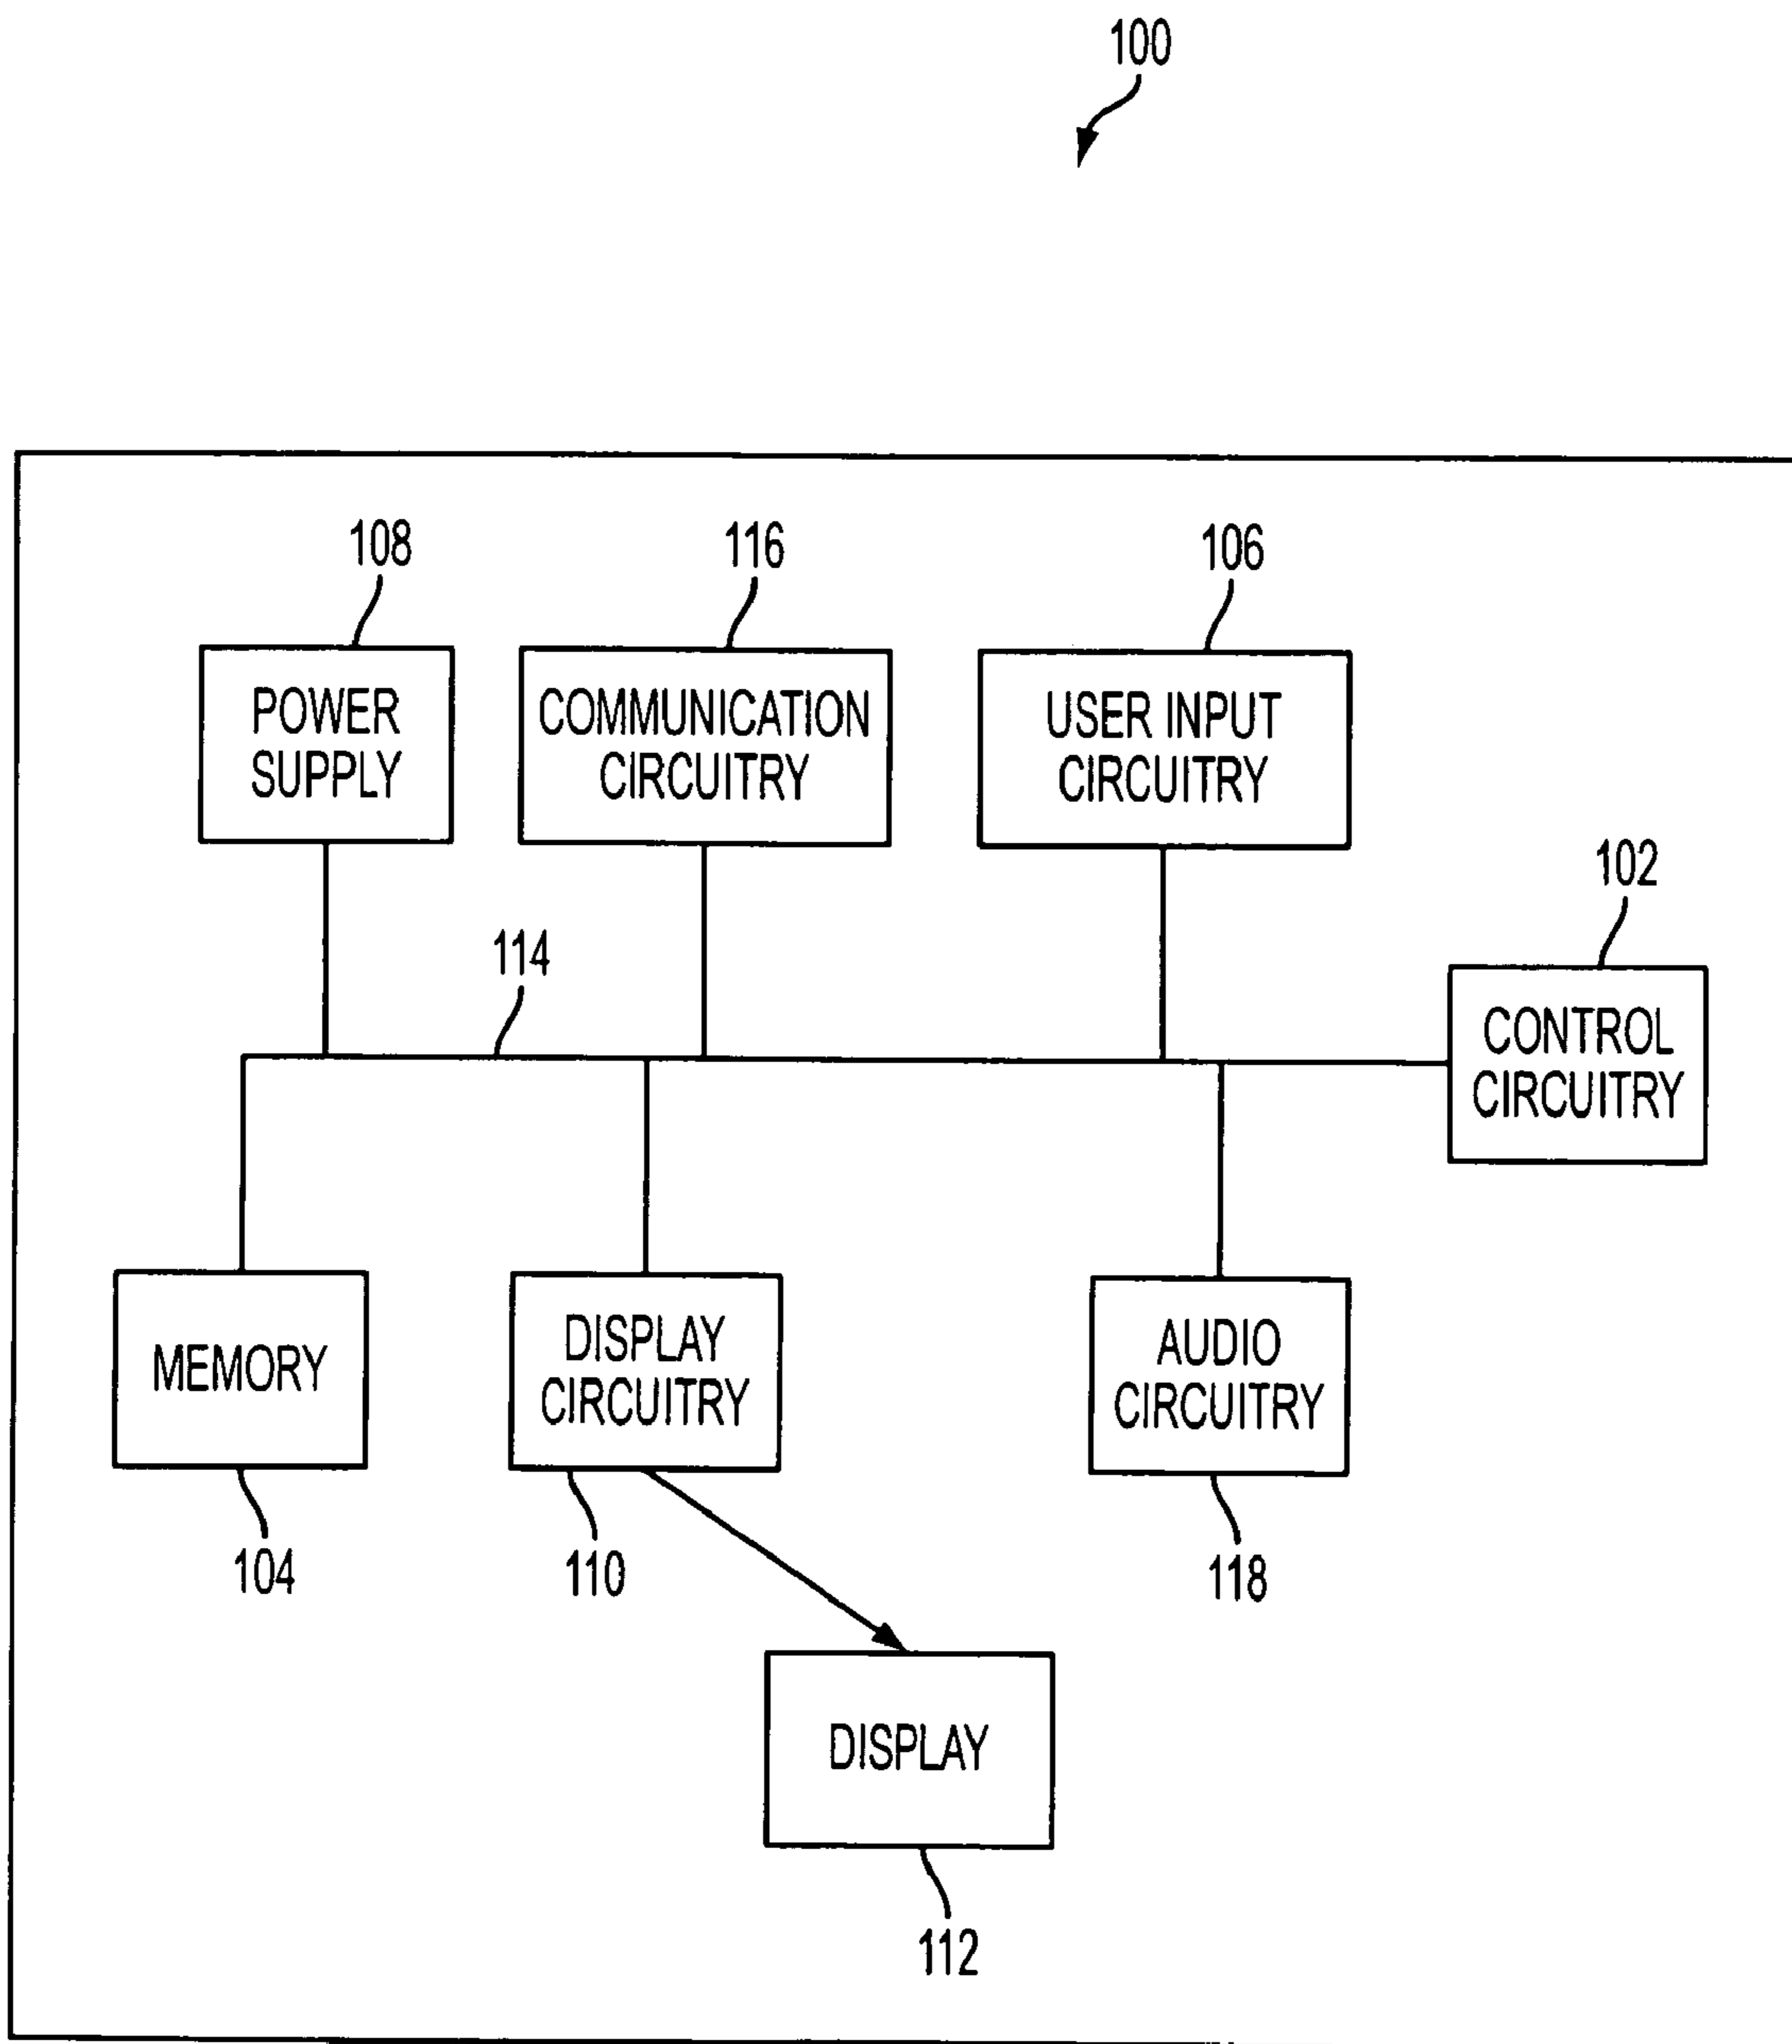 100
108
116
106
POWER
SUPPLY
COMMUNICATION
CIRCUITRY
USER INPUT
CIRCUITRY
102
114
CONTROL
CIRCUITRY
MEMORY
DISPLAY
CIRCUITRY
AUDIO
CIRCUITRY
104
110
118
DISPLAY
112